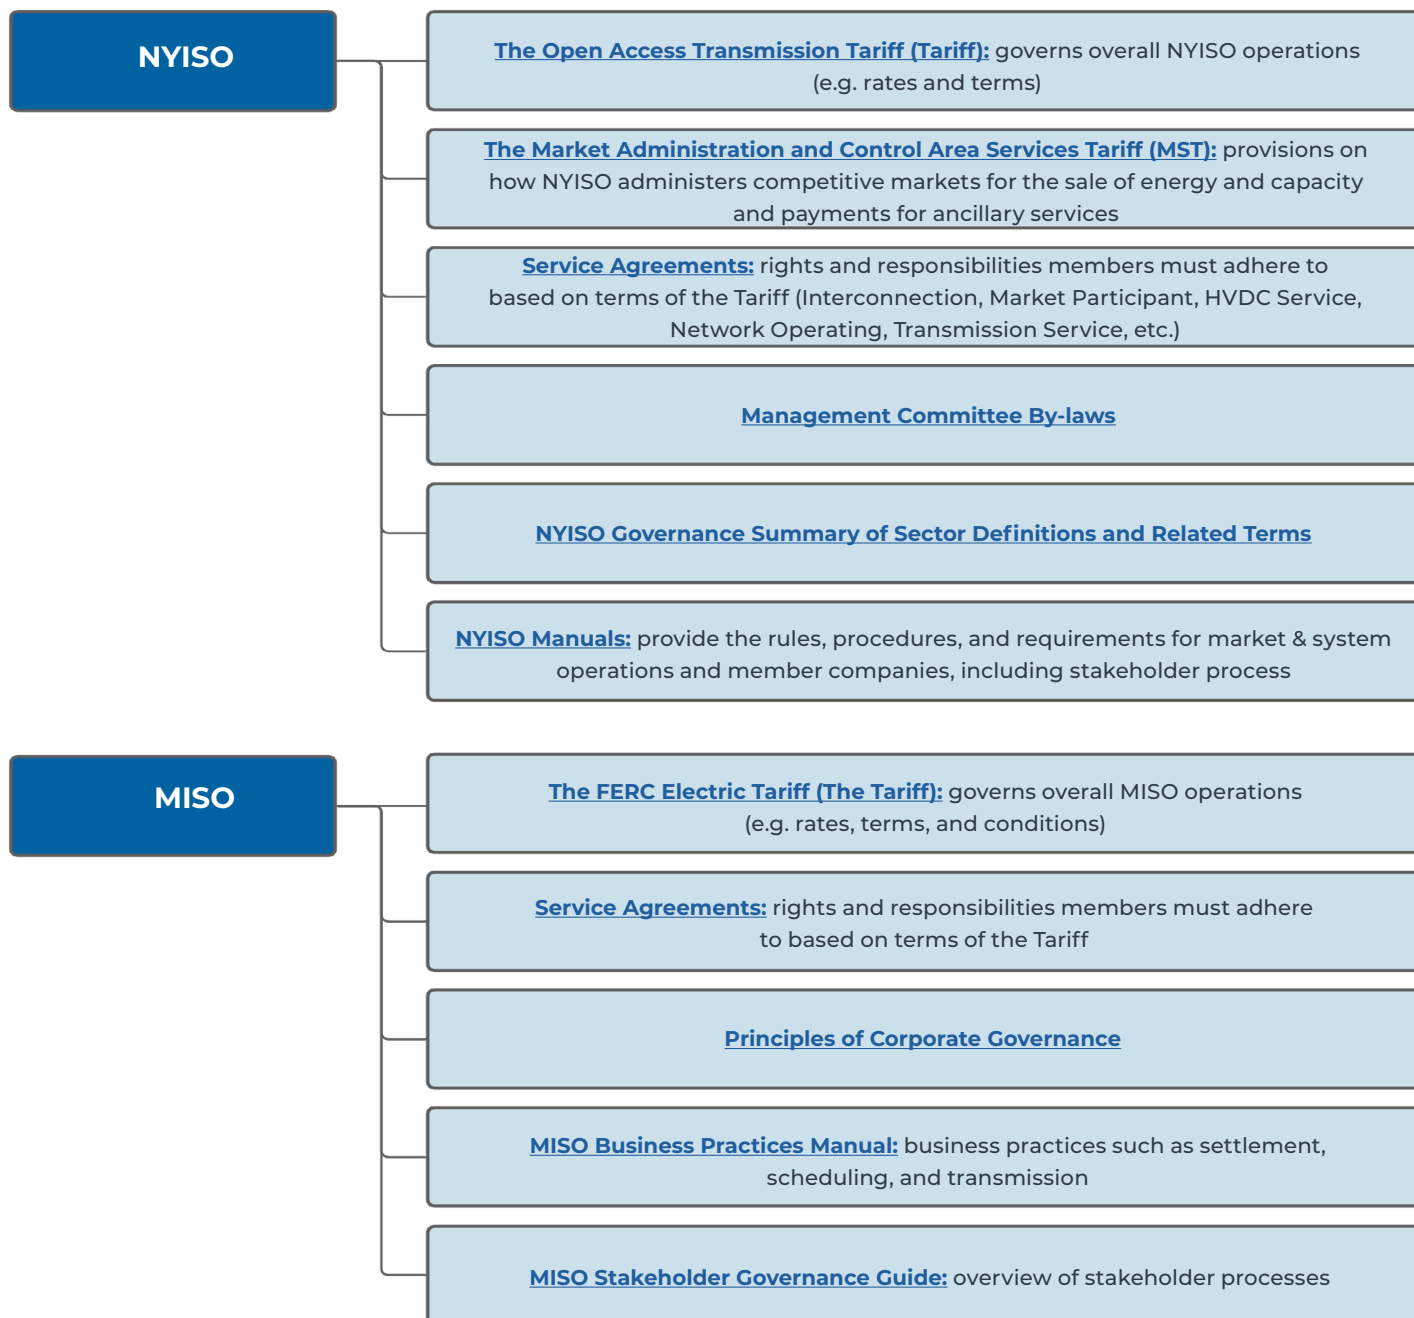 NYISO
The Open Access Transmission Tariff (Tariff): governs overall NYISO operations
(e.g. rates and terms)
The Market Administration and Control Area Services Tariff (MST): provisions on
how NYISO administers competitive markets for the sale of energy and capacity
and payments for ancillary services
Service Agreements: rights and responsibilities members must adhere to
based on terms of the Tariff (Interconnection, Market Participant, HVDC Service,
Network Operating, Transmission Service, etc.)
Management Committee By-laws
NYISO Governance Summary of Sector Definitions and Related Terms
NYISO Manuals: provide the rules, procedures, and requirements for market & system
operations and member companies, including stakeholder process
MISO
The FERC Electric Tariff (The Tariff): governs overall MISO operations
(e.g. rates, terms, and conditions)
Service Agreements: rights and responsibilities members must adhere
to based on terms of the Tariff
Principles of Corporate Governance
MISO Business Practices Manual: business practices such as settlement,
scheduling, and transmission
MISO Stakeholder Governance Guide: overview of stakeholder processes